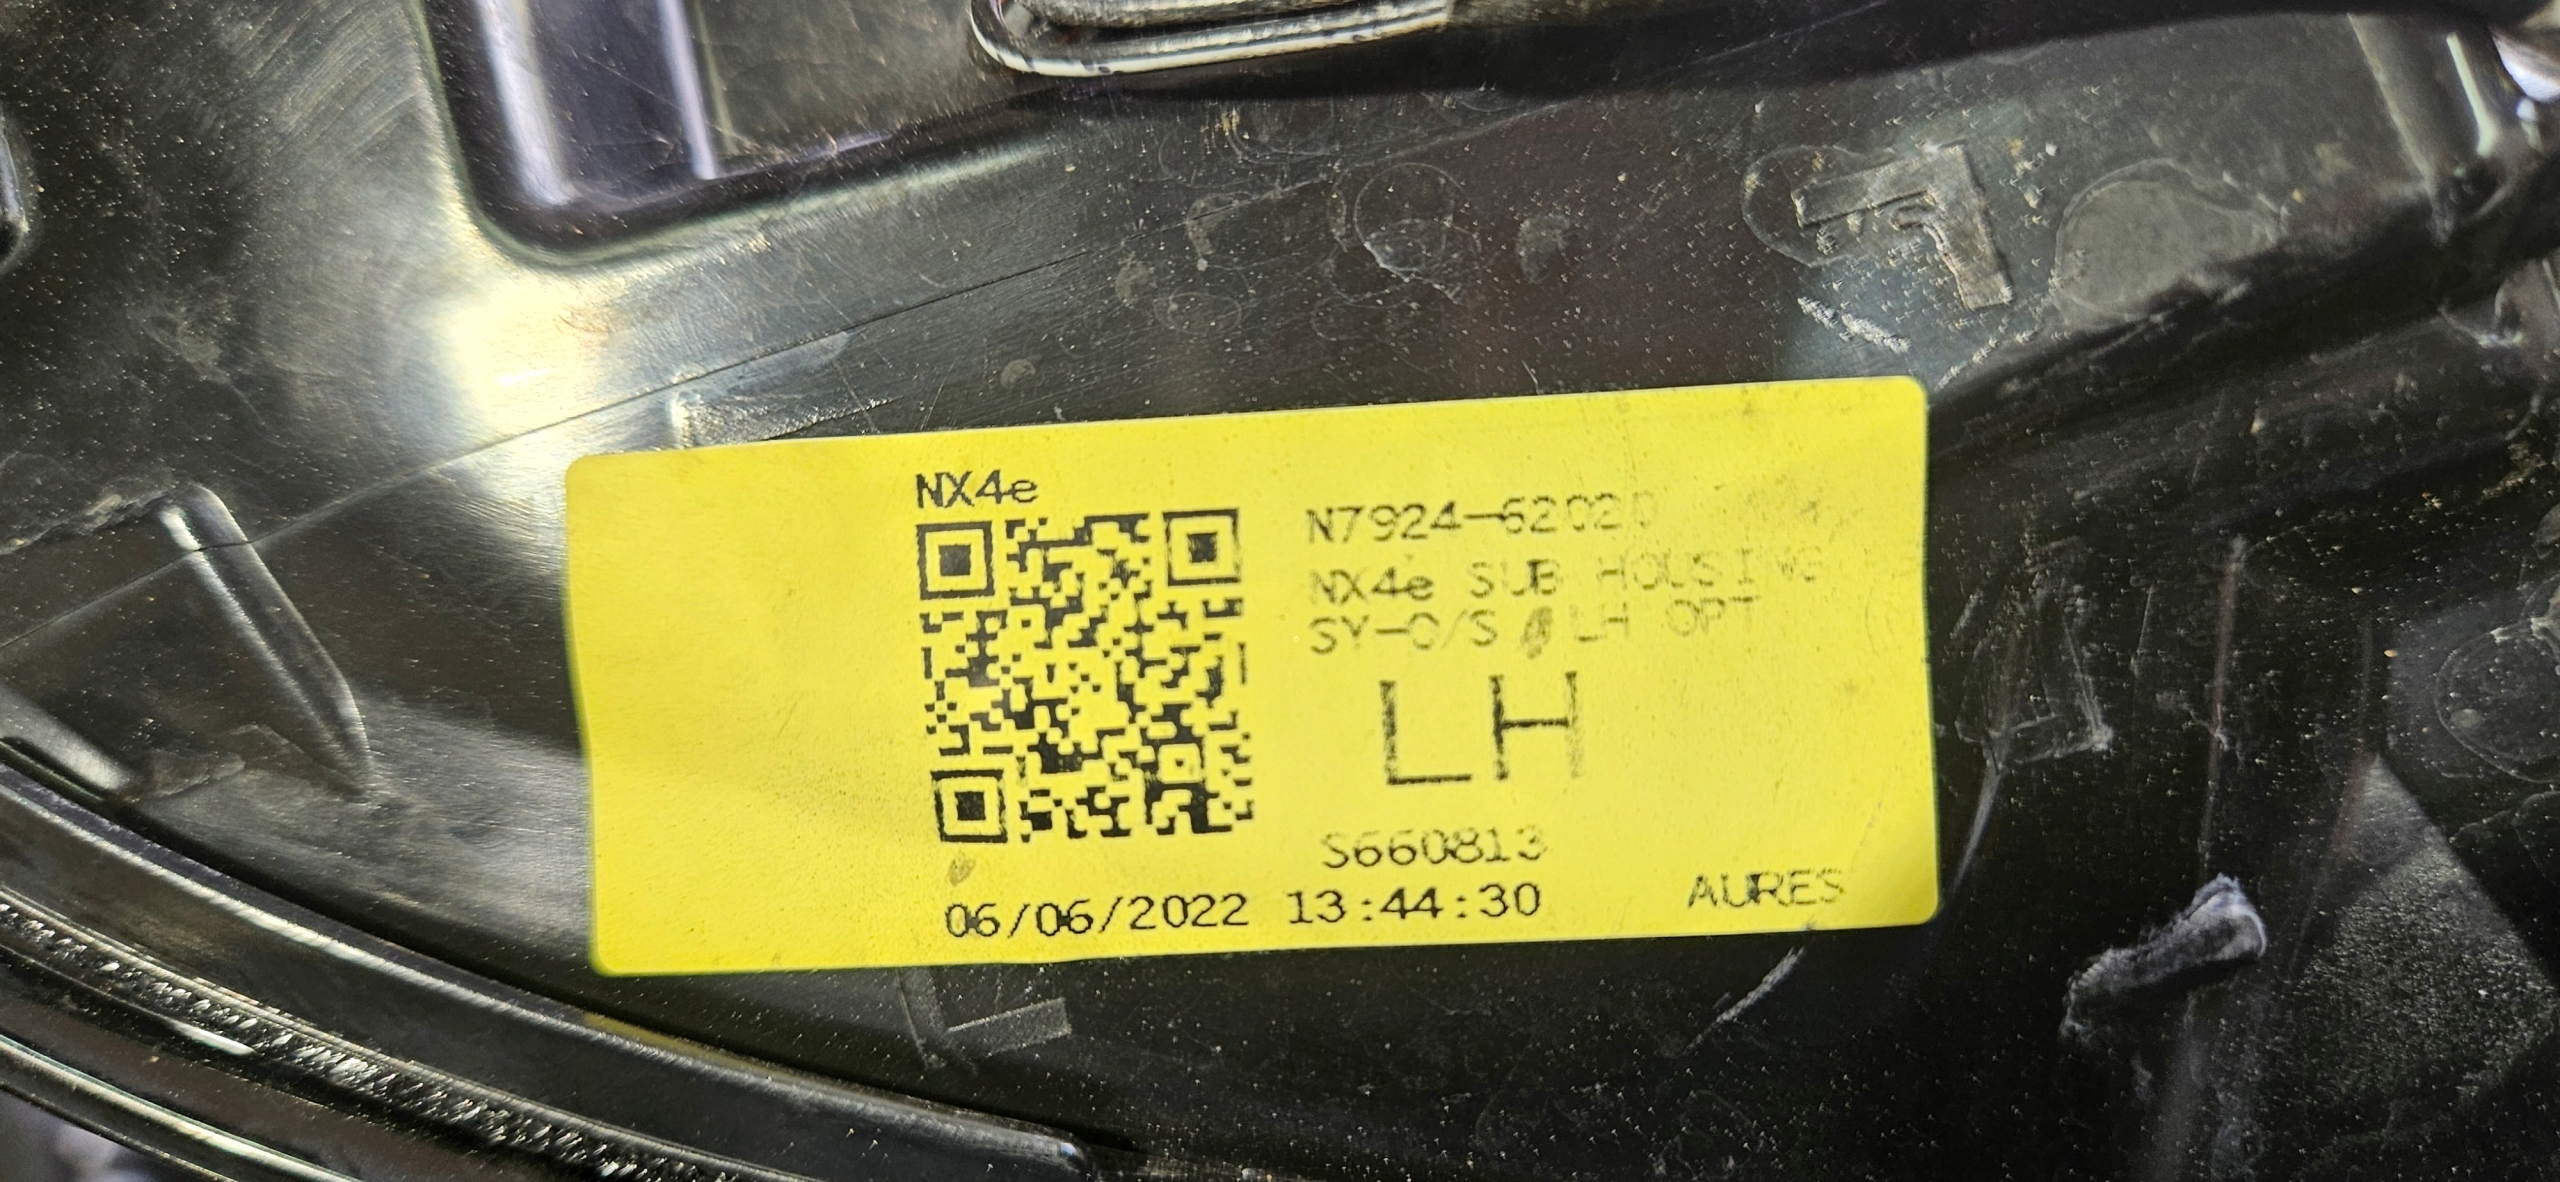 NX4e
N7924-62020
NX4e SUB HOUSING
SY-O/S LH OPT
LH
S660813
06/06/2022 13:44:30
AURES